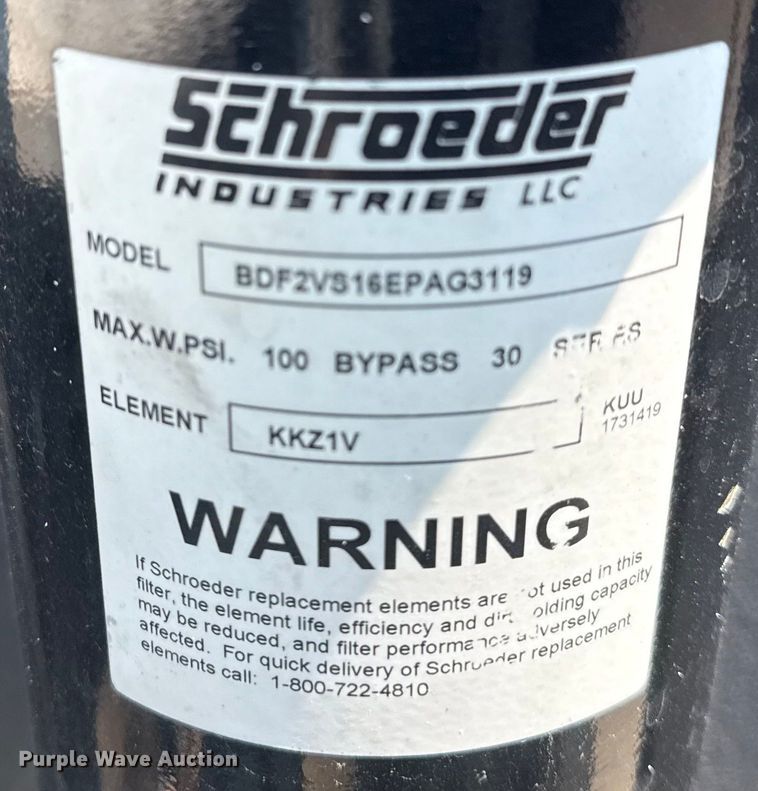 Schroeder
INDUSTRIES LLC
MODEL BDF2VS16EPAG3119
MAX.W.PSI. 100 BYPASS 30
ELEMENT KKZ1V KUU
1731419
WARNING
If Schroeder replacement elements are not used in this
filter, the element life, efficiency and dirt holding capacity
may be reduced, and filter performance adversely
affected. For quick delivery of Schroeder replacement
elements call: 1-800-722-4810
Purple Wave Auction